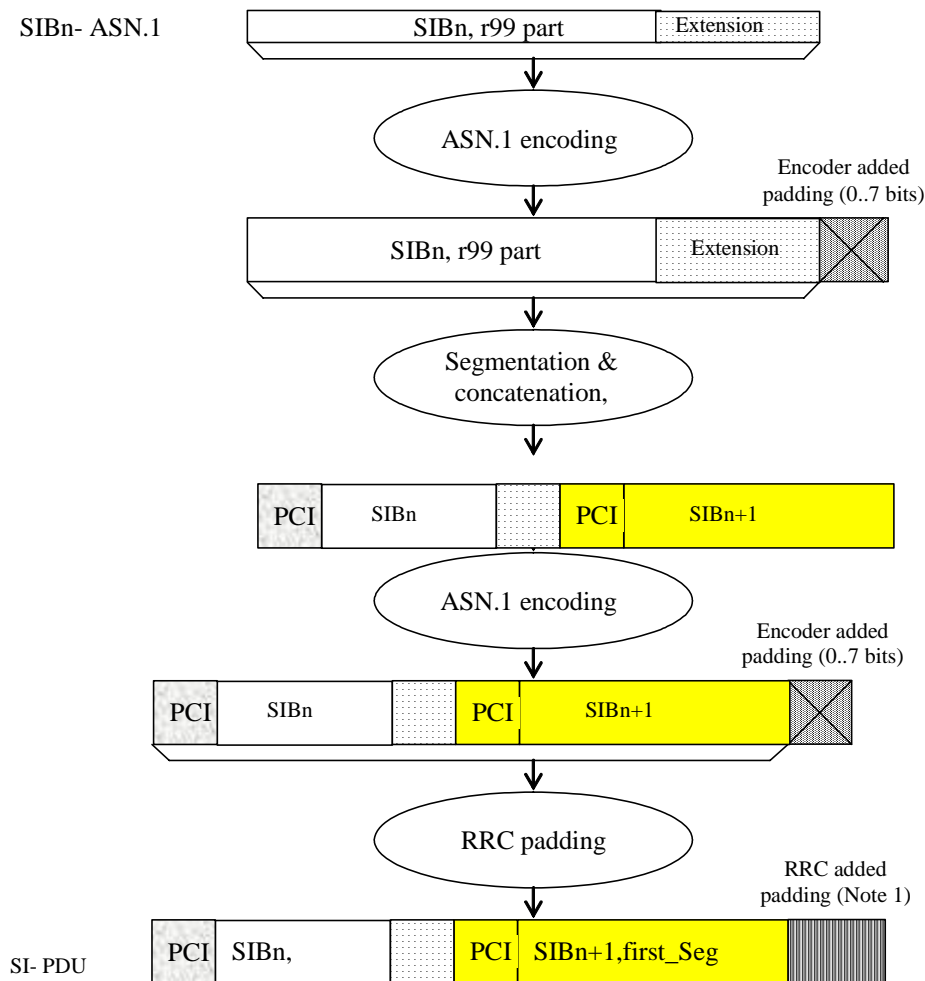 SIBn- ASN.1
SIBn, r99 part
Extension
ASN.1 encoding
Encoder added
padding (0..7 bits)
SIBn, r99 part
Extension
Segmentation &
concatenation,
PCI
SIBn
PCI
SIBn+1
ASN.1 encoding
Encoder added
padding (0..7 bits)
PCI
SIBn
PCI
SIBn+1
RRC padding
RRC added
padding (Note 1)
SI- PDU
PCI
SIBn,
PCI
SIBn+1,first_Seg